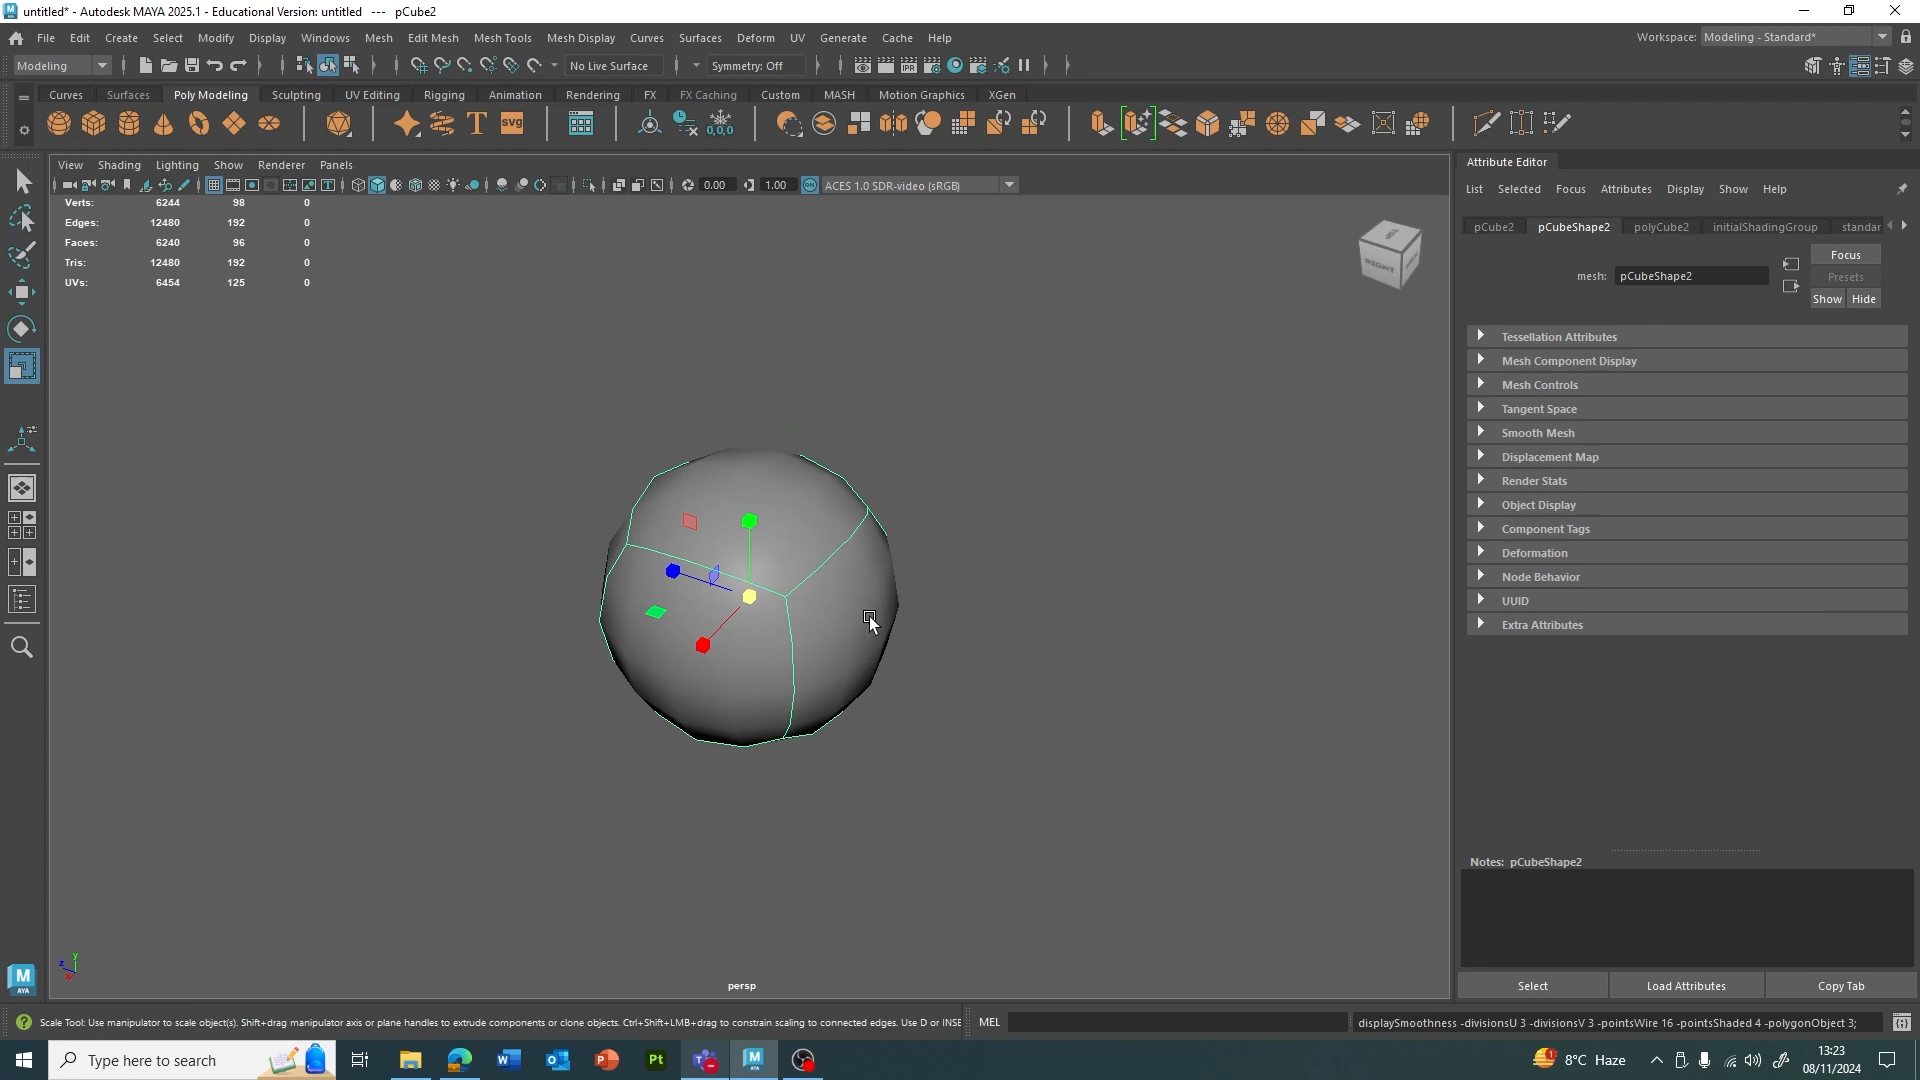 untitled* - Autodesk MAYA 2025.1 - Educational Version: untitled --- pCube2
File Edit Create Select Modify Display Windows Mesh Edit Mesh Mesh Tools Mesh Display Curves Surfaces Deform UV Generate Cache Help
Workspace: Modeling - Standard*
Modeling
No Live Surface
Symmetry: Off
IPR
Curves Surfaces Poly Modeling Sculpting UV Editing Rigging Animation Rendering FX FX Caching Custom MASH Motion Graphics XGen
T
svg
0,0,0
View Shading Lighting Show Renderer Panels
0.00
1.00
ON
ACES 1.0 SDR-video (sRGB)
Verts: 6244 98 0
Edges: 12480 192 0
Faces: 6240 96 0
Tris: 12480 192 0
UVs: 6454 125 0
TOP
RIGHT
persp
y
z
x
Attribute Editor
List Selected Focus Attributes Display Show Help
pCube2 pCubeShape2 polyCube2 initialShadingGroup standar
mesh: pCubeShape2
Focus
Presets
Show Hide
Tessellation Attributes
Mesh Component Display
Mesh Controls
Tangent Space
Smooth Mesh
Displacement Map
Render Stats
Object Display
Component Tags
Deformation
Node Behavior
UUID
Extra Attributes
Notes: pCubeShape2
Select Load Attributes Copy Tab
M
AYA
Scale Tool: Use manipulator to scale object(s). Shift+drag manipulator axis or plane handles to extrude components or clone objects. Ctrl+Shift+LMB+drag to constrain scaling to connected edges. Use D or INSE
MEL
displaySmoothness -divisionsU 3 -divisionsV 3 -pointsWire 16 -pointsShaded 4 -polygonObject 3;
Type here to search
8°C Haze
13:23
08/11/2024